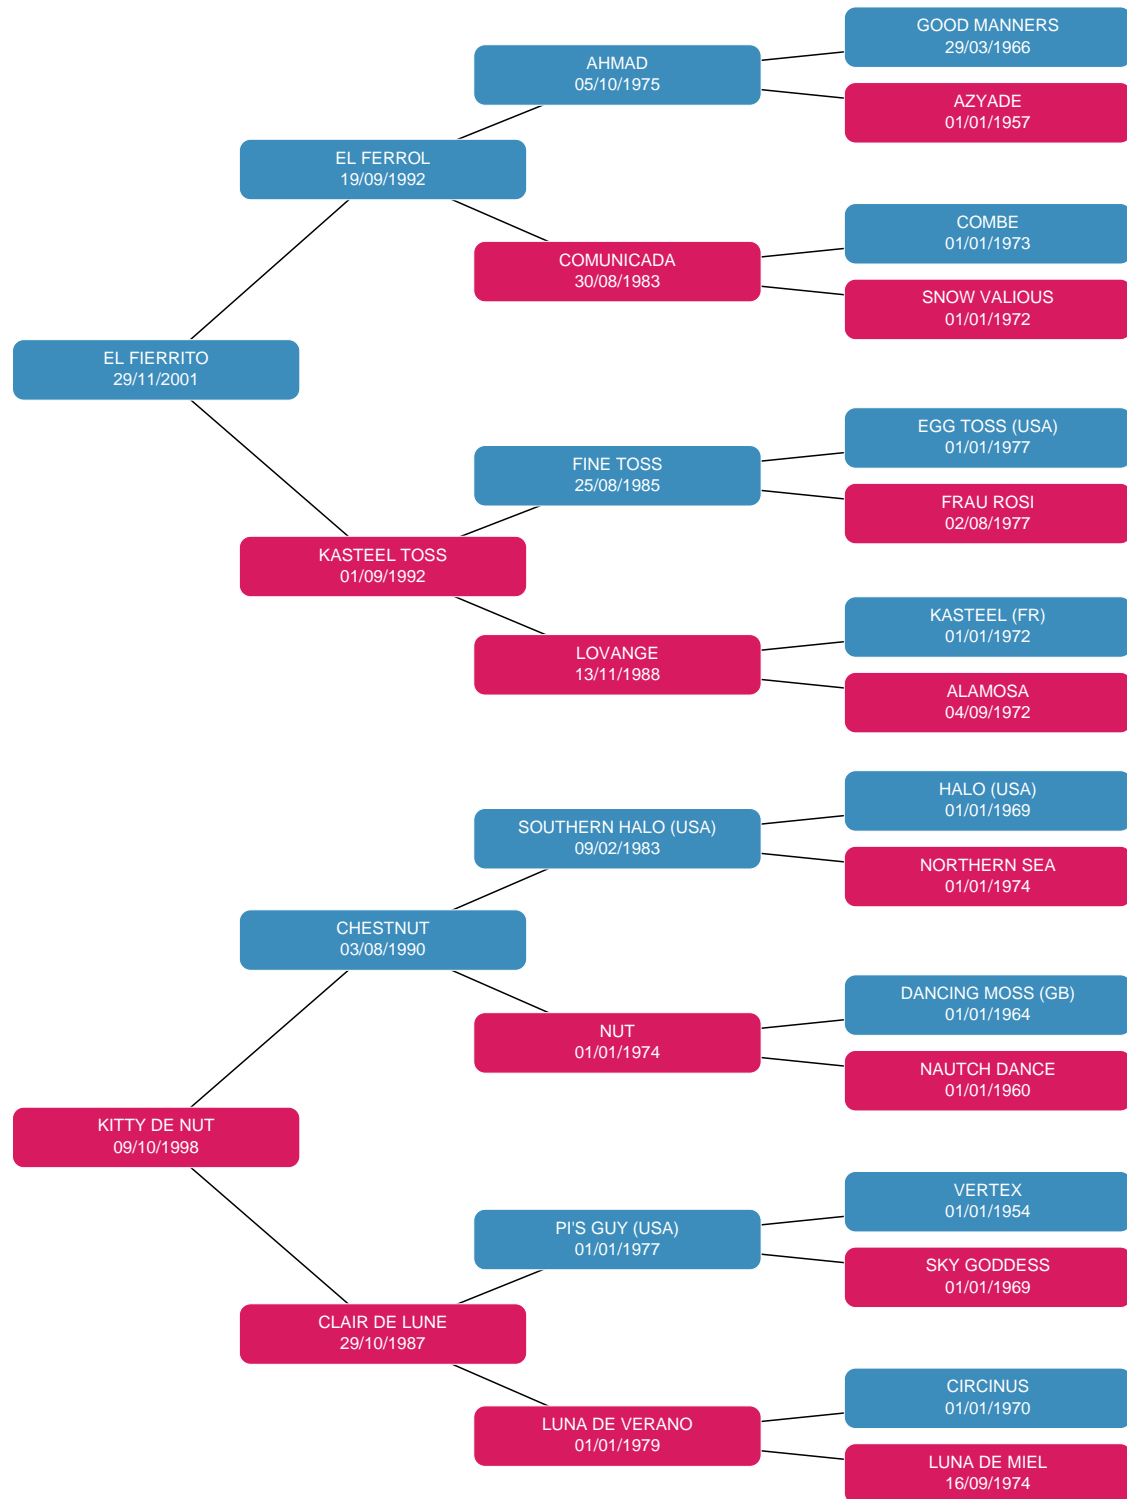 GOOD MANNERS
29/03/1966
AHMAD
05/10/1975
AZYADE
01/01/1957
EL FERROL
19/09/1992
COMBE
01/01/1973
COMUNICADA
30/08/1983
SNOW VALIOUS
01/01/1972
EL FIERRITO
29/11/2001
EGG TOSS (USA)
01/01/1977
FINE TOSS
25/08/1985
FRAU ROSI
02/08/1977
KASTEEL TOSS
01/09/1992
KASTEEL (FR)
01/01/1972
LOVANGE
13/11/1988
ALAMOSA
04/09/1972
HALO (USA)
01/01/1969
SOUTHERN HALO (USA)
09/02/1983
NORTHERN SEA
01/01/1974
CHESTNUT
03/08/1990
DANCING MOSS (GB)
01/01/1964
NUT
01/01/1974
NAUTCH DANCE
01/01/1960
KITTY DE NUT
09/10/1998
VERTEX
01/01/1954
PI'S GUY (USA)
01/01/1977
SKY GODDESS
01/01/1969
CLAIR DE LUNE
29/10/1987
CIRCINUS
01/01/1970
LUNA DE VERANO
01/01/1979
LUNA DE MIEL
16/09/1974